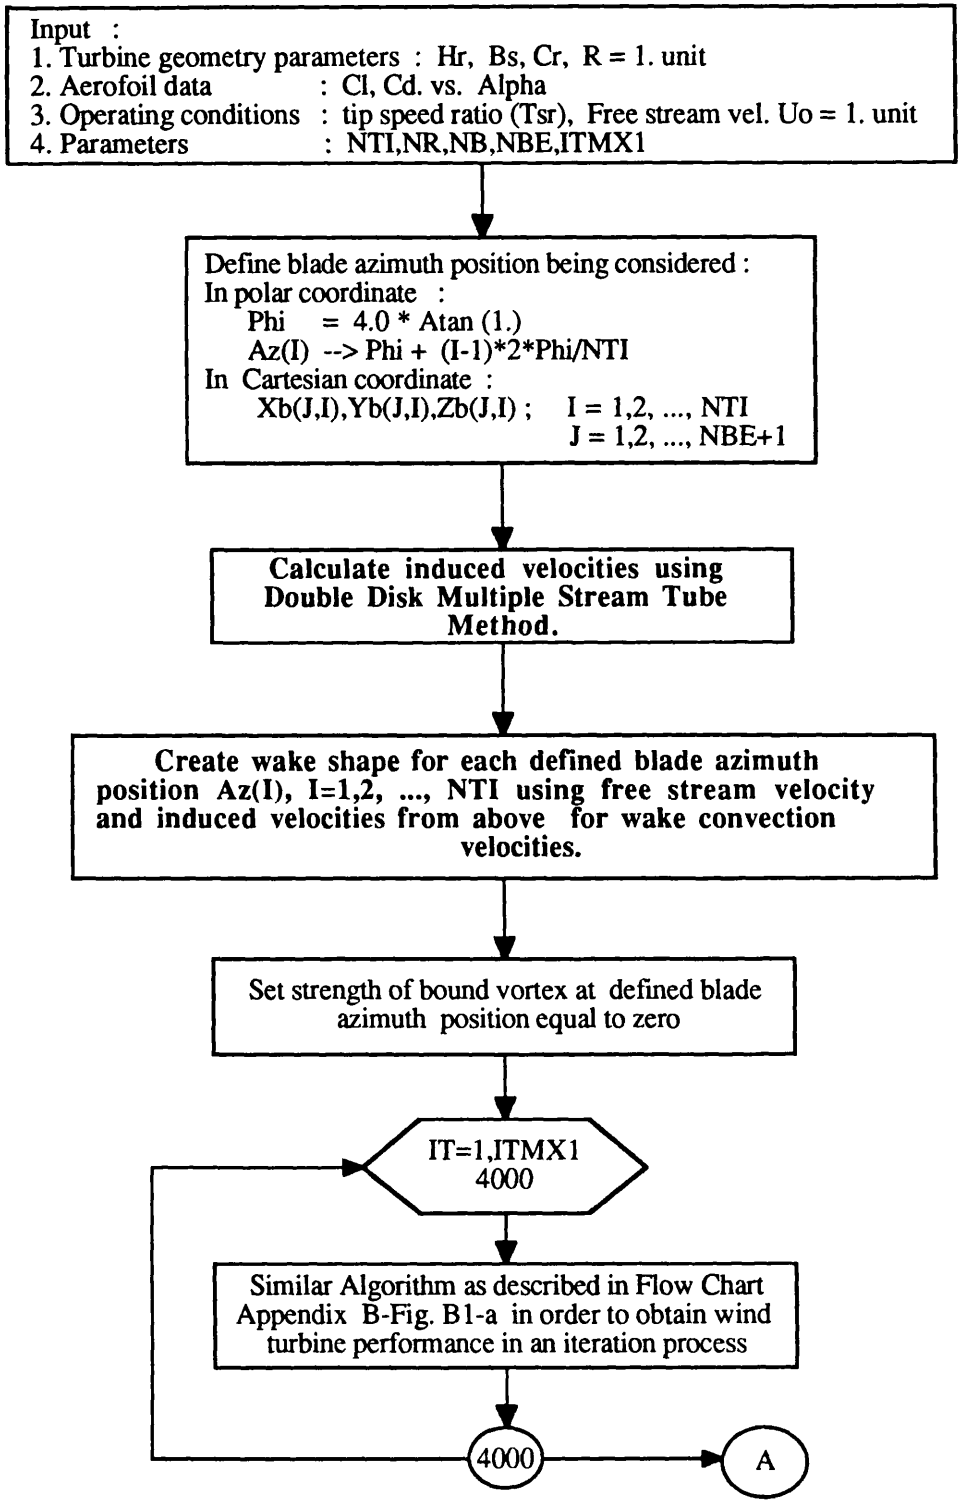 Input :
1. Turbine geometry parameters : Hr, Bs, Cr, R = 1. unit
2. Aerofoil data : Cl, Cd. vs. Alpha
3. Operating conditions : tip speed ratio (Tsr), Free stream vel. Uo = 1. unit
4. Parameters : NTI,NR,NB,NBE,ITMX1
Define blade azimuth position being considered :
In polar coordinate :
Phi = 4.0 * Atan (1.)
Az(I) --> Phi + (I-1)*2*Phi/NTI
In Cartesian coordinate :
Xb(J,I),Yb(J,I),Zb(J,I) ; I = 1,2, ..., NTI
J = 1,2, ..., NBE+1
Calculate induced velocities using
Double Disk Multiple Stream Tube
Method.
Create wake shape for each defined blade azimuth
position Az(I), I=1,2, ..., NTI using free stream velocity
and induced velocities from above for wake convection
velocities.
Set strength of bound vortex at defined blade
azimuth position equal to zero
IT=1,ITMX1
4000
Similar Algorithm as described in Flow Chart
Appendix B-Fig. B1-a in order to obtain wind
turbine performance in an iteration process
4000
A